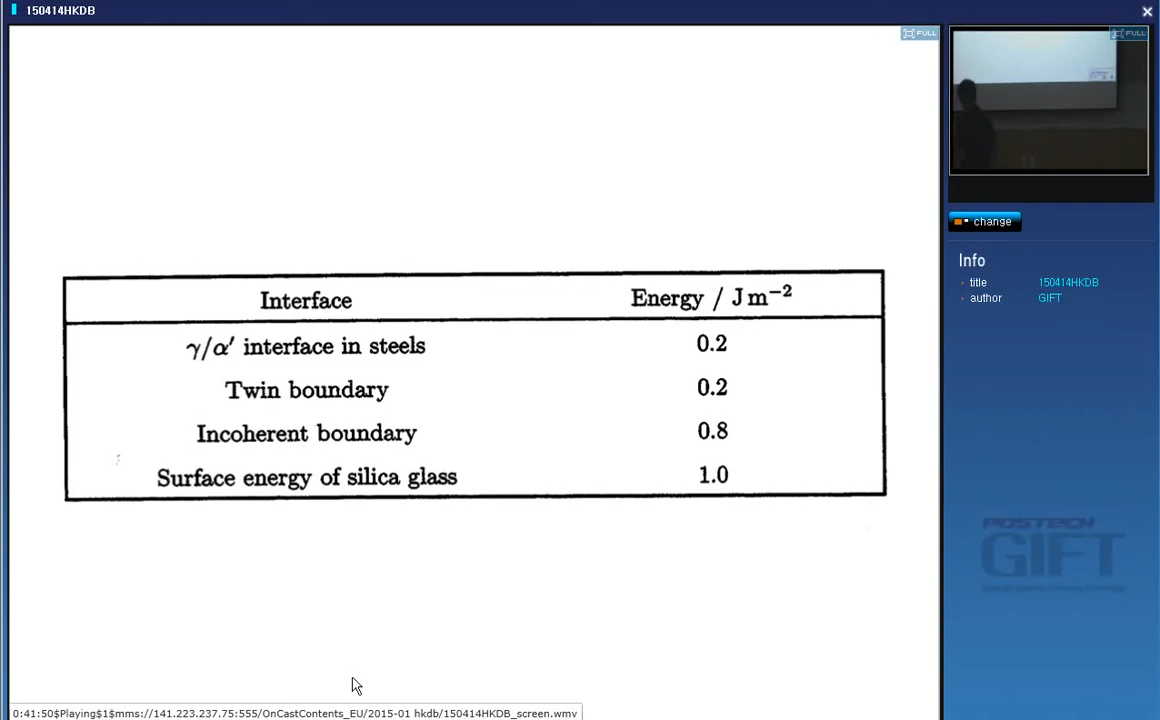 150414HKDB
FULL
FULL
change
Info
title 150414HKDB
author GIFT
Interface Energy / J m⁻²
γ/α′ interface in steels 0.2
Twin boundary 0.2
Incoherent boundary 0.8
Surface energy of silica glass 1.0
POSTECH
GIFT
0:41:50$Playing$1$mms://141.223.237.75:555/OnCastContents_EU/2015-01 hkdb/150414HKDB_screen.wmv